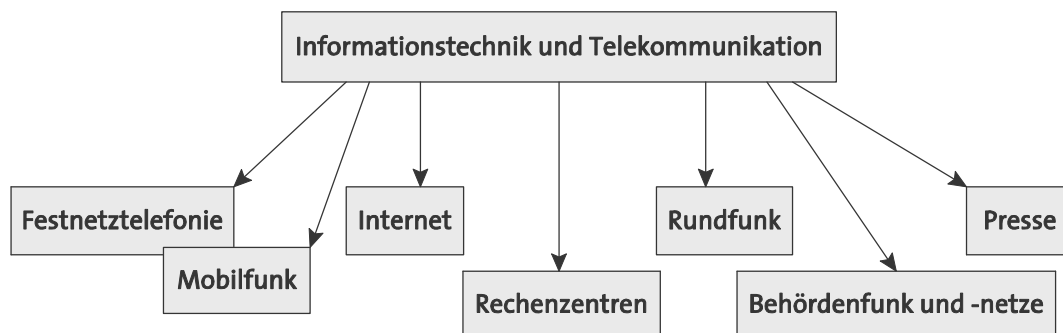 Informationstechnik und Telekommunikation
Festnetztelefonie
Mobilfunk
Internet
Rechenzentren
Rundfunk
Behördenfunk und -netze
Presse